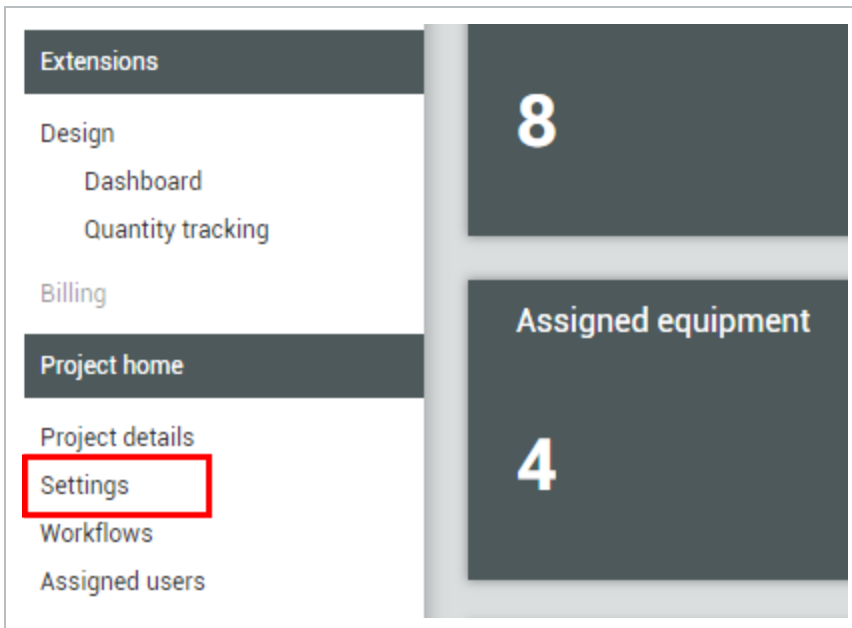 Extensions
Design
Dashboard
Quantity tracking
Billing
Project home
Project details
Settings
Workflows
Assigned users
8
Assigned equipment
4